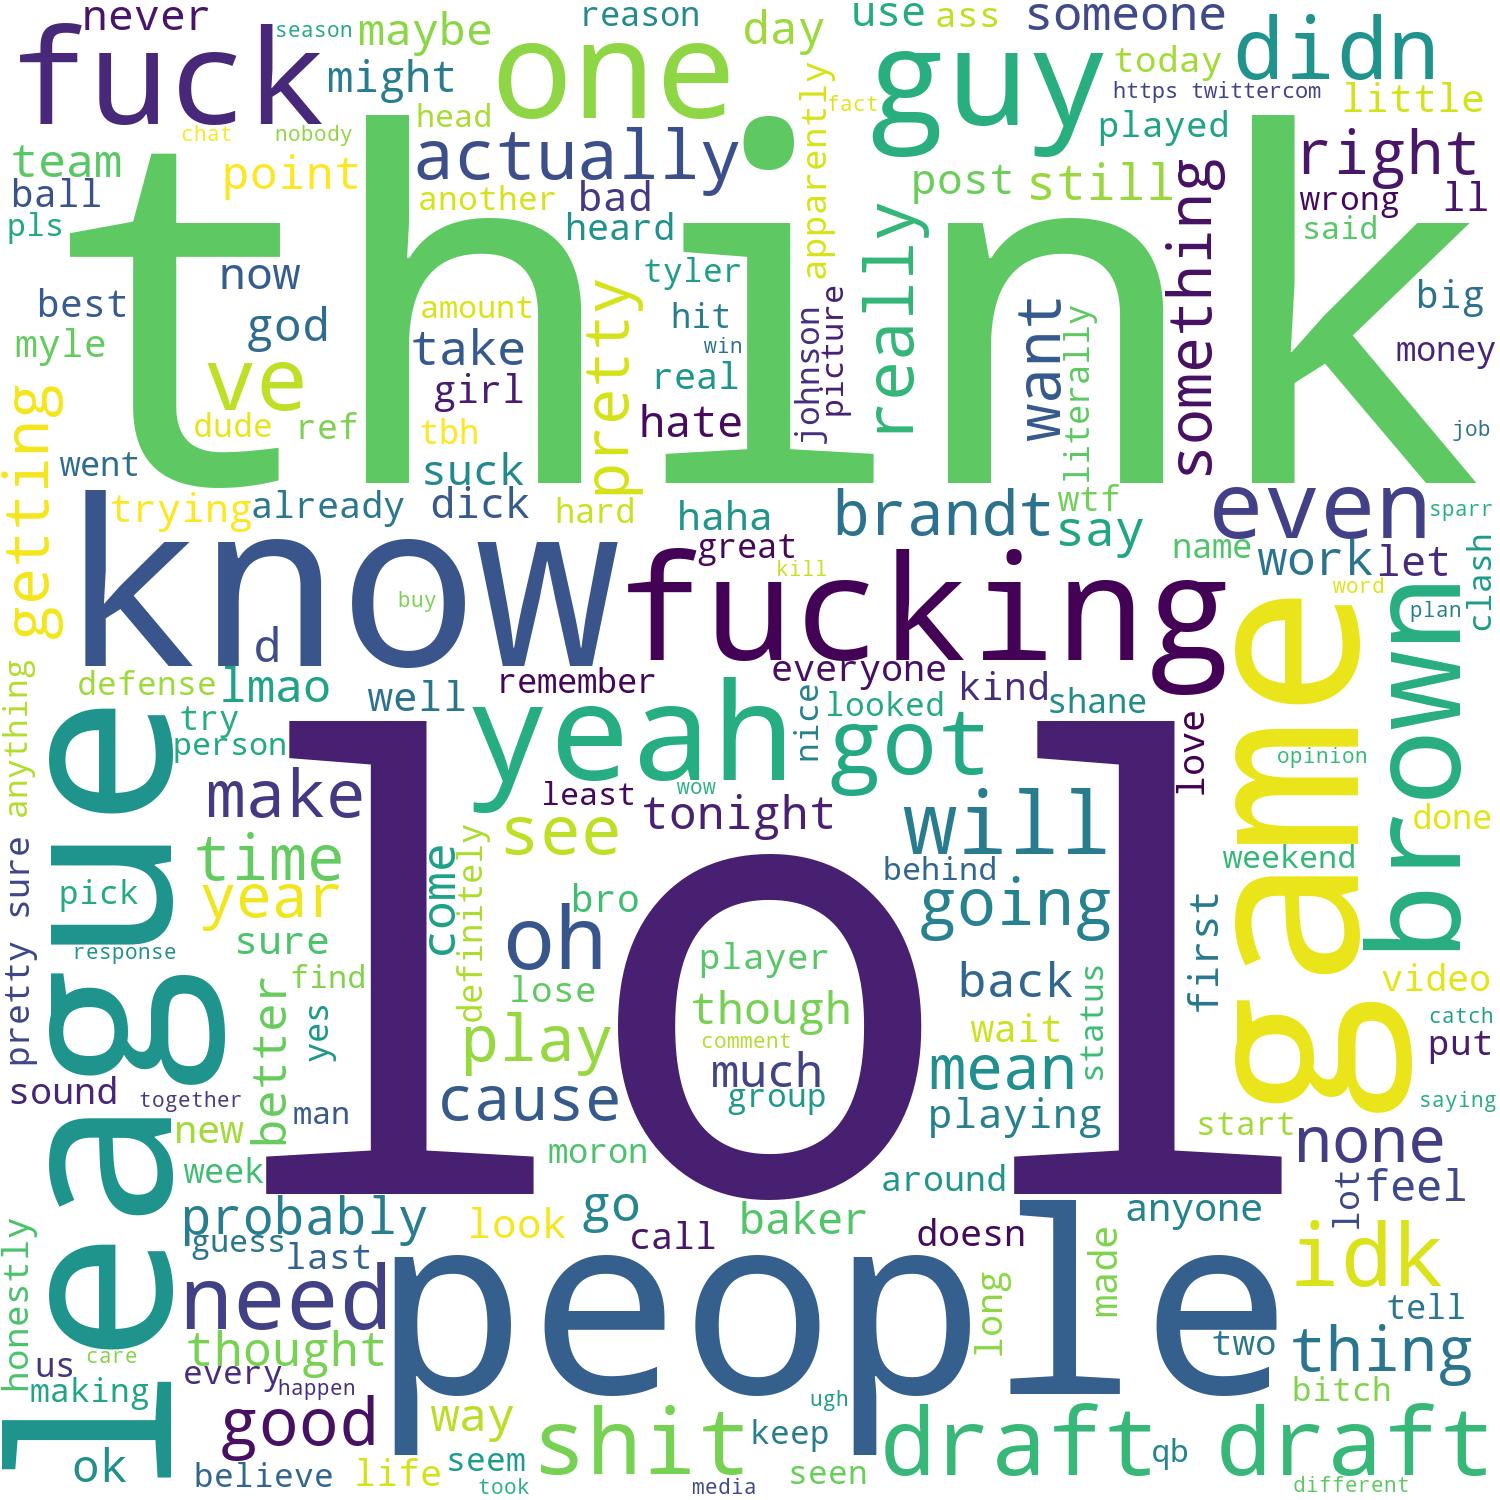 never
season
maybe
reason
day
use
ass
someone
didn
fuck
might
one
guy
today
https twittercom
little
chat
nobody
head
apparently
fact
played
team
point
actually
right
ball
another
bad
post
still
something
wrong
ll
pls
heard
really
said
think
now
tyler
best
god
amount
pretty
hit
johnson
picture
want
literally
big
myle
take
win
money
ve
girl
real
dude
ref
tbh
hate
job
getting
went
suck
trying
already
dick
hard
haha
brandt
wtf
say
even
sparr
know
great
name
work
let
clash
buy
fucking
kill
word
plan
d
everyone
game
brown
anything
defense
lmao
well
remember
kind
shane
try
yeah
nice
looked
got
love
person
opinion
league
make
least
wow
tonight
see
will
done
pretty sure
time
come
definitely
behind
weekend
pick
year
bro
going
first
response
sure
oh
player
find
lose
back
video
better
yes
though
status
play
comment
wait
catch
much
mean
put
sound
together
cause
group
saying
man
playing
new
start
lol
moron
none
week
around
lot
feel
probably
look
go
baker
anyone
guess
call
doesn
honestly
last
need
people
long
made
idk
tell
thought
two
thing
us
care
every
making
happen
bitch
good
way
shit
keep
ugh
draft draft
ok
believe
life
seem
took
media
seen
qb
different